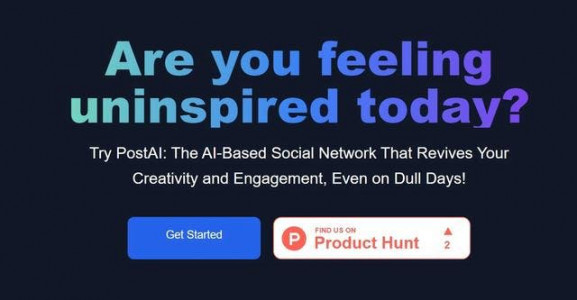 Are you feeling
uninspired today?
Try PostAI: The AI-Based Social Network That Revives Your
Creativity and Engagement, Even on Dull Days!
Get Started
P
FIND US ON
Product Hunt
2